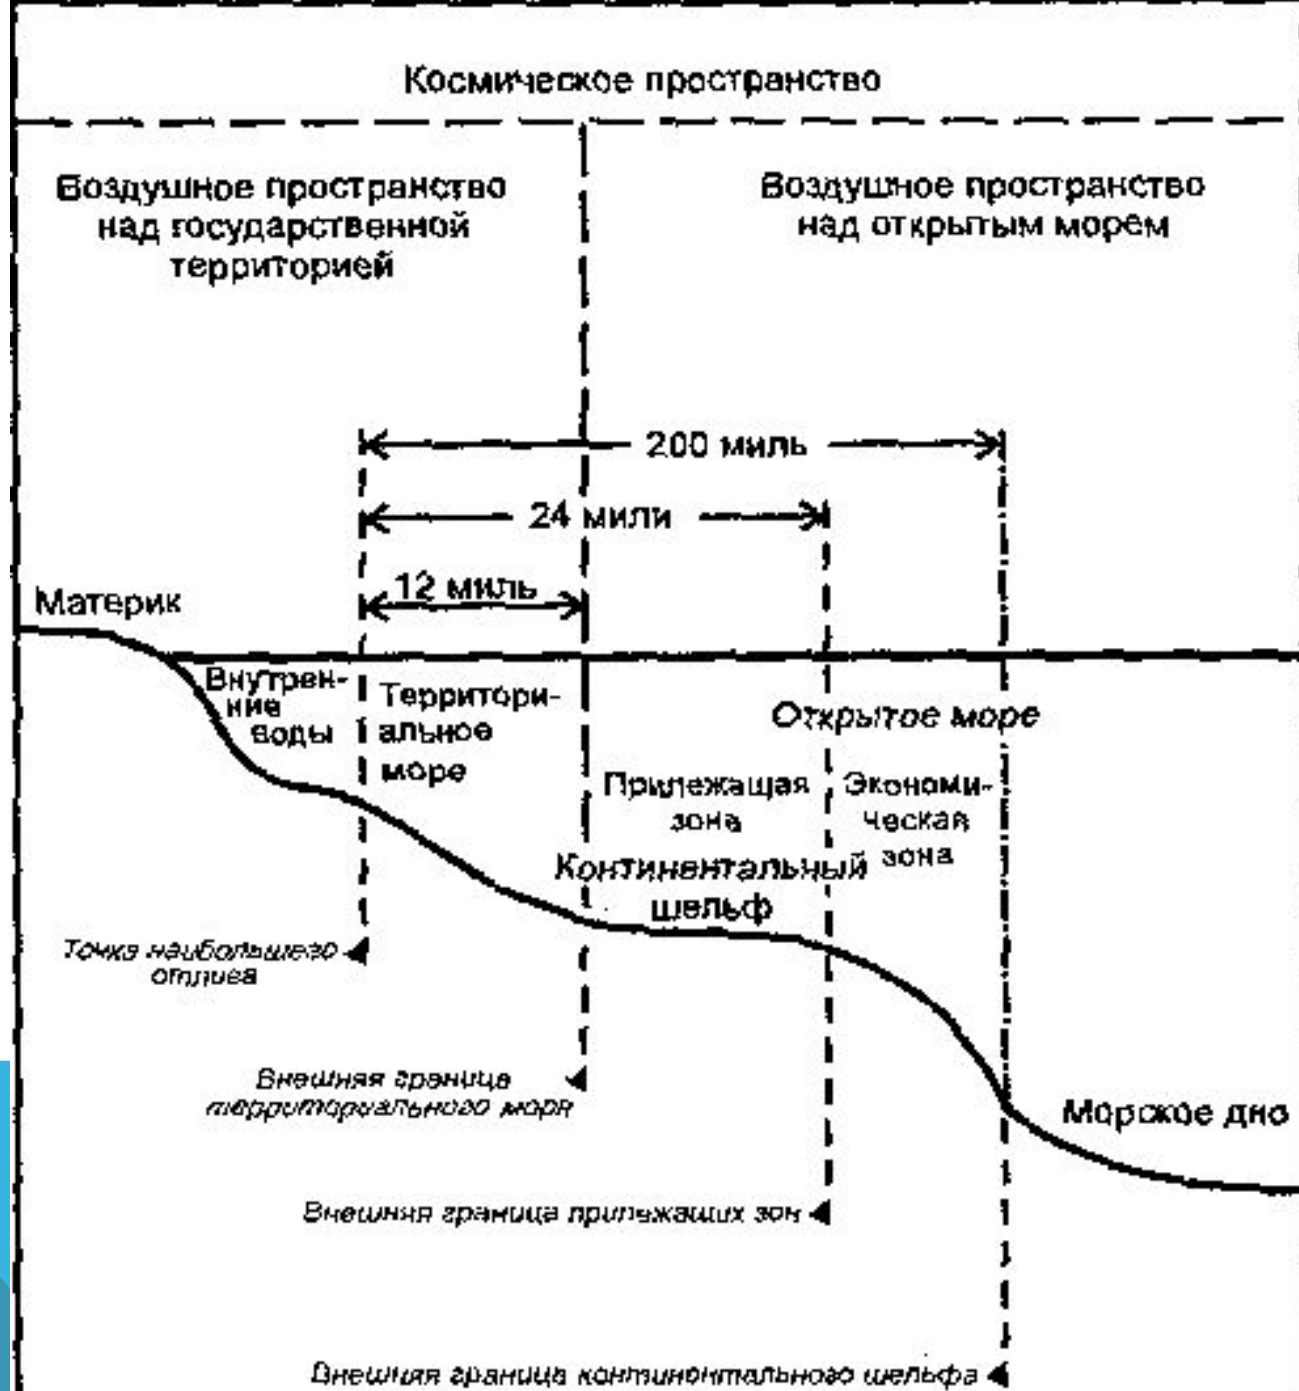 Космическое пространство
Воздушное пространство
над государственной
территорией
Воздушное пространство
над открытым морем
200 миль
24 мили
12 миль
Материк
Внутрен-
ние
воды
Территори-
альное
море
Открытое море
Прилежащая
зона
Экономи-
ческая
зона
Континентальный
шельф
Точка наибольшего
отлива
Внешняя граница
территориального моря
Морское дно
Внешняя граница прилежащих зон
Внешняя граница континентального шельфа